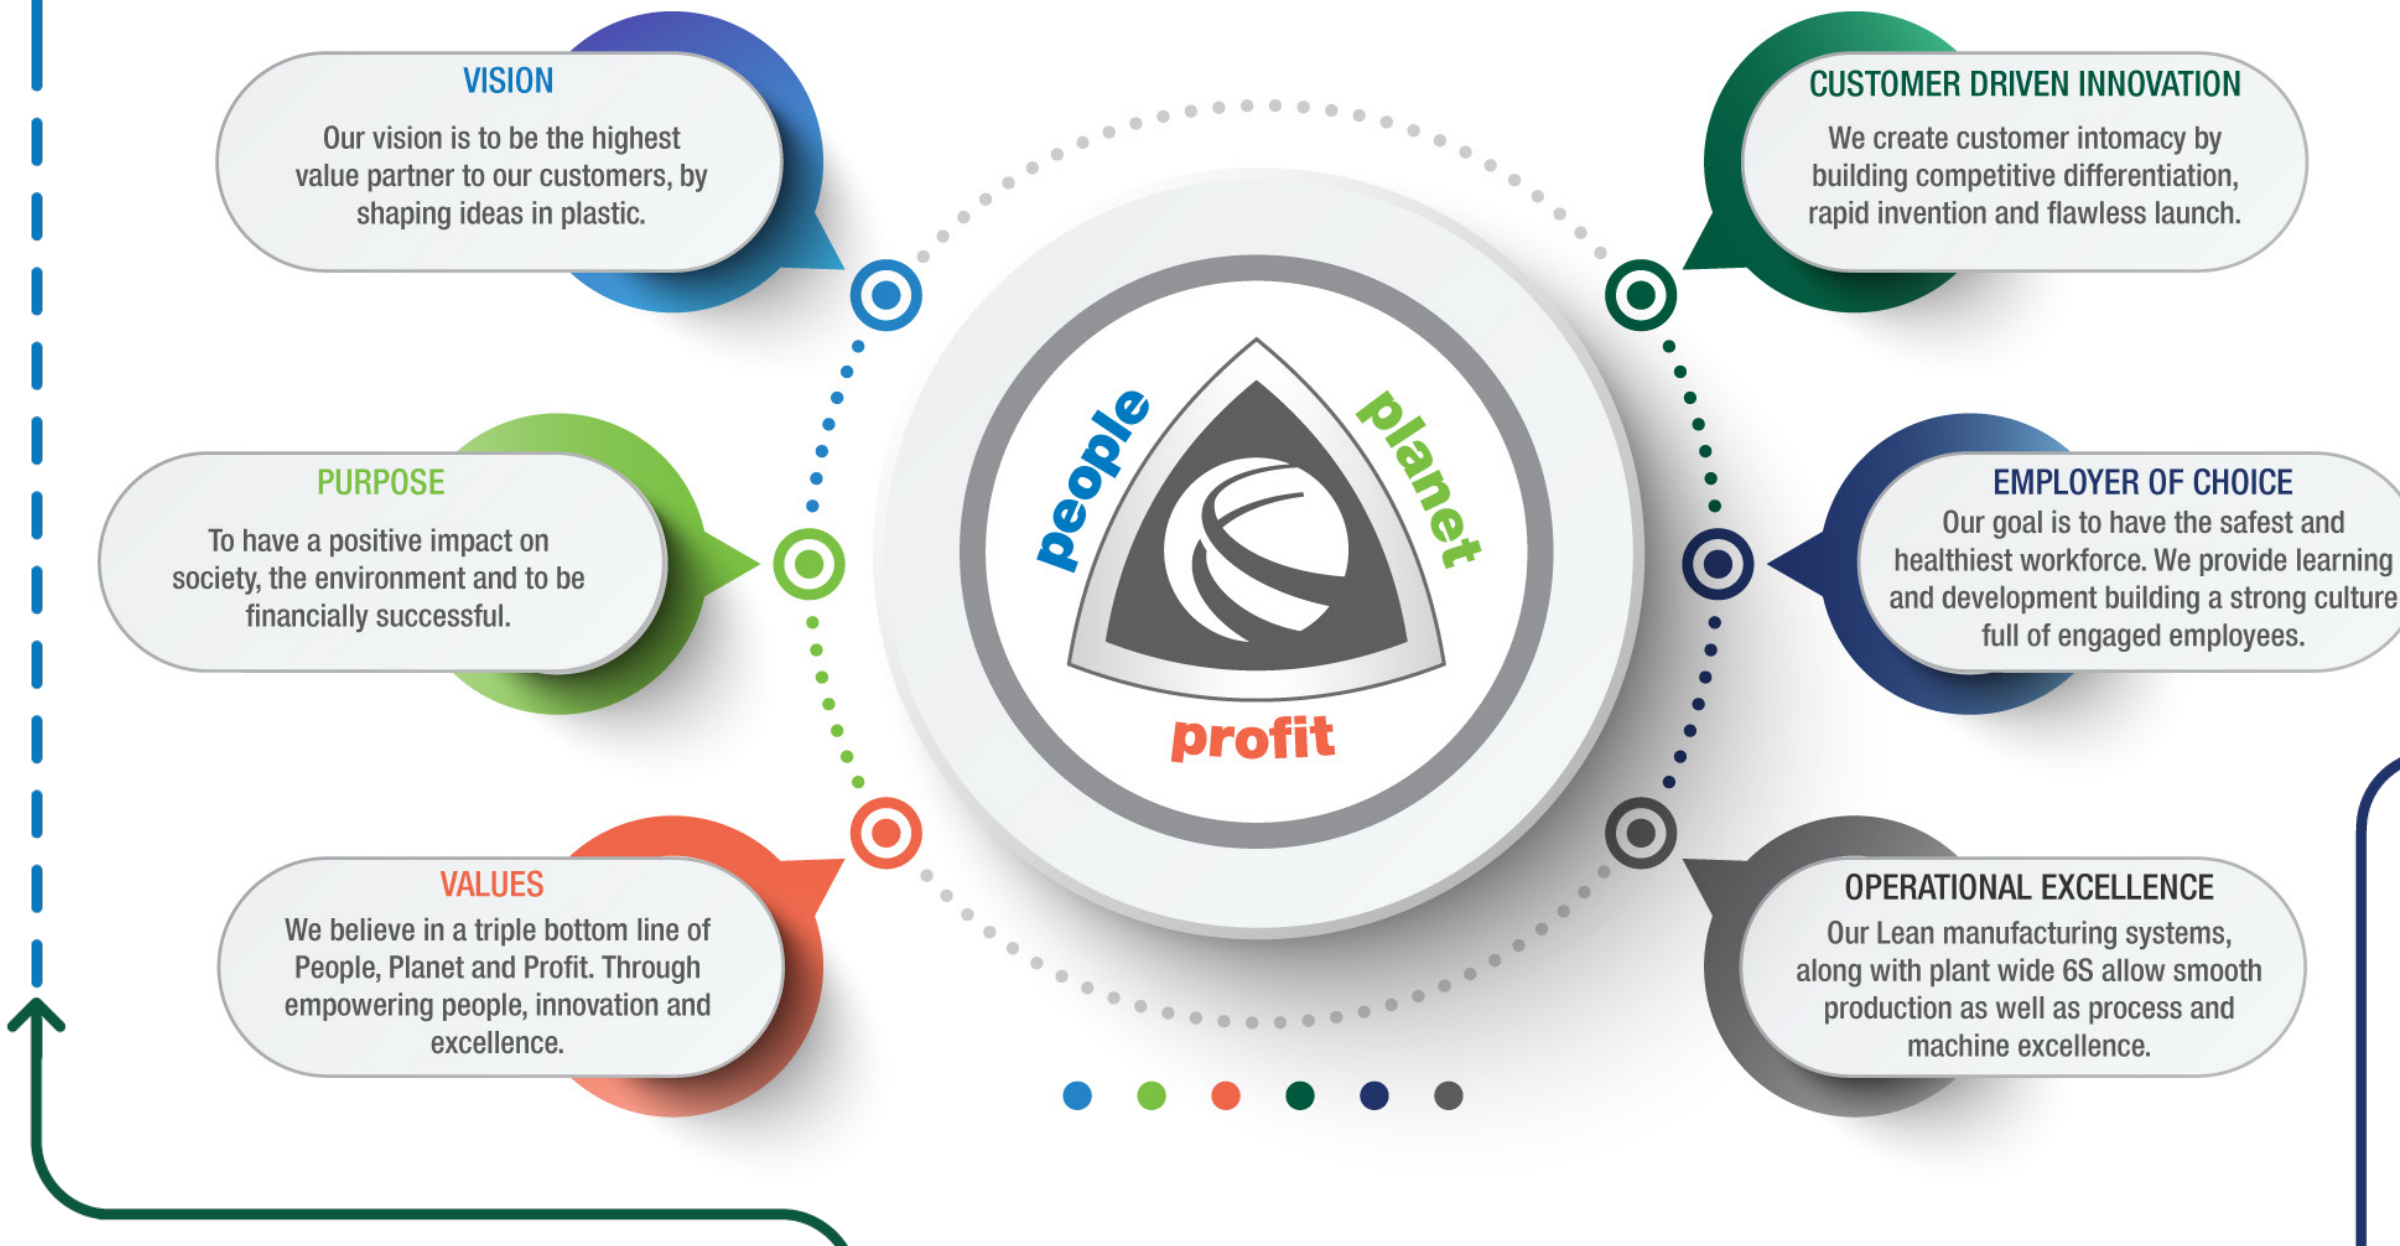 VISION
Our vision is to be the highest
value partner to our customers, by
shaping ideas in plastic.
PURPOSE
To have a positive impact on
society, the environment and to be
financially successful.
VALUES
We believe in a triple bottom line of
People, Planet and Profit. Through
empowering people, innovation and
excellence.
people
planet
profit
CUSTOMER DRIVEN INNOVATION
We create customer intomacy by
building competitive differentiation,
rapid invention and flawless launch.
EMPLOYER OF CHOICE
Our goal is to have the safest and
healthiest workforce. We provide learning
and development building a strong culture
full of engaged employees.
OPERATIONAL EXCELLENCE
Our Lean manufacturing systems,
along with plant wide 6S allow smooth
production as well as process and
machine excellence.